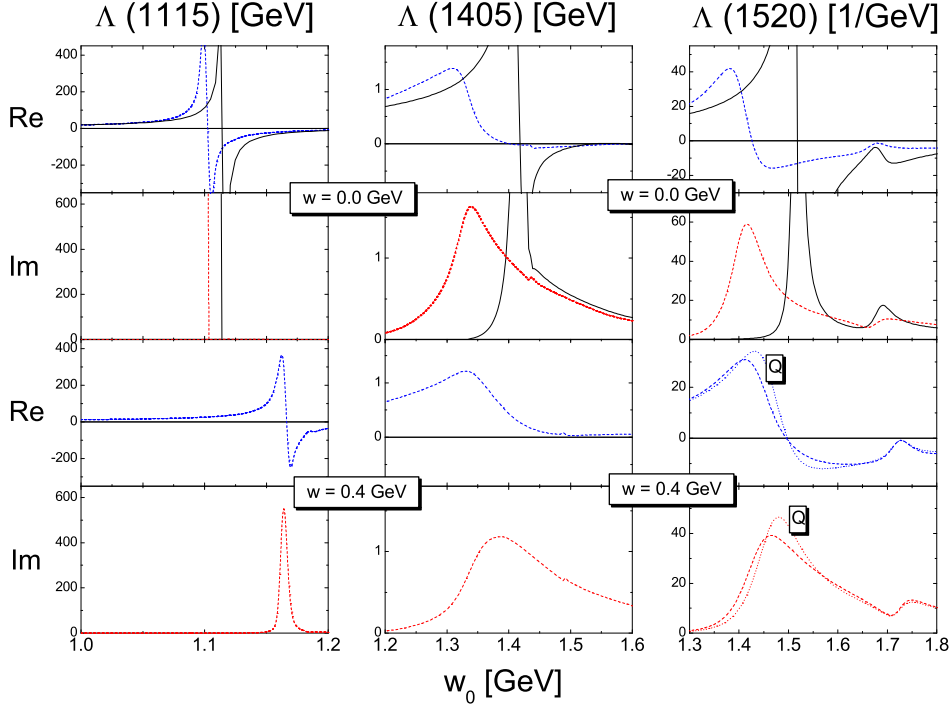 Λ (1115) [GeV] Λ (1405) [GeV] Λ (1520) [1/GeV]
Re
400
200
0
-200
1
0
40
20
0
-20
w = 0.0 GeV
w = 0.0 GeV
Im
600
400
200
0
1
0
60
40
20
0
Re
400
200
0
-200
1
0
20
0
Q
w = 0.4 GeV
w = 0.4 GeV
Im
600
400
200
0
1
0
40
20
0
Q
1.0 1.1 1.2 1.2 1.3 1.4 1.5 1.6 1.3 1.4 1.5 1.6 1.7 1.8
w0 [GeV]